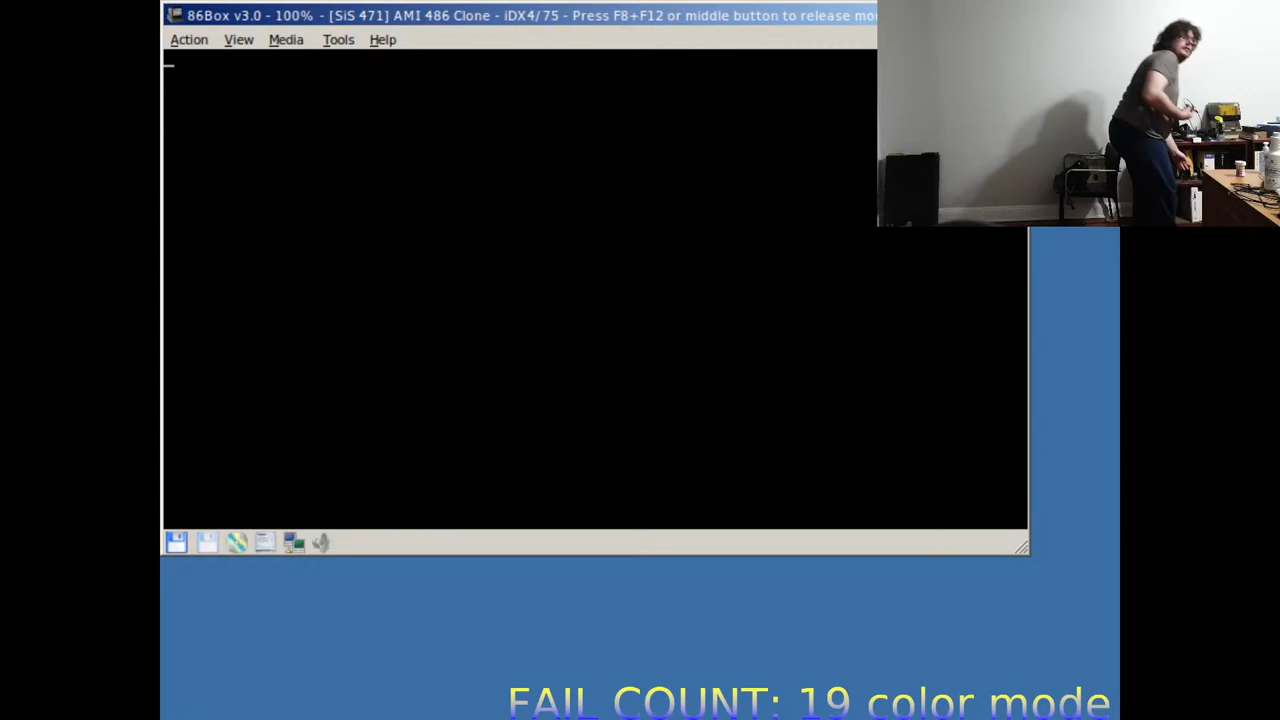 86Box v3.0 - 100% - [SiS 471] AMI 486 Clone - iDX4/75 - Press F8+F12 or middle button to release mo
Action View Media Tools Help
FAIL COUNT: 19 color mode